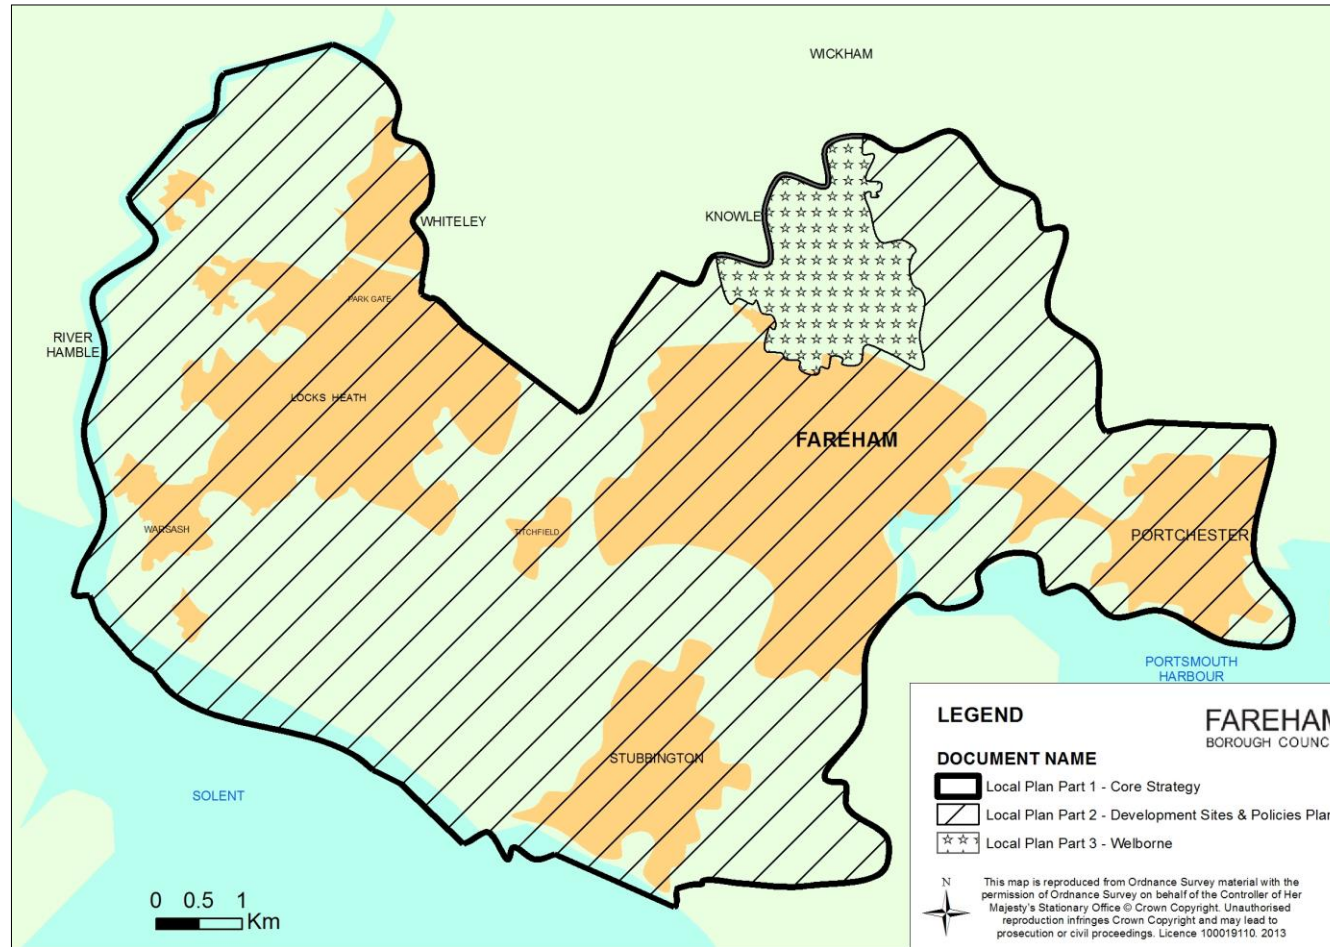 WICKHAM
KNOWLE
WHITELEY
PARK GATE
RIVER
HAMBLE
LOCKS HEATH
FAREHAM
WARSASH
TITCHFIELD
PORTCHESTER
PORTSMOUTH
HARBOUR
STUBBINGTON
SOLENT
0 0.5 1
Km
LEGEND
FAREHAM
BOROUGH COUNC
DOCUMENT NAME
Local Plan Part 1 - Core Strategy
Local Plan Part 2 - Development Sites & Policies Plan
Local Plan Part 3 - Welborne
N
This map is reproduced from Ordnance Survey material with the
permission of Ordnance Survey on behalf of the Controller of Her
Majesty's Stationary Office © Crown Copyright. Unauthorised
reproduction infringes Crown Copyright and may lead to
prosecution or civil proceedings. Licence 100019110. 2013